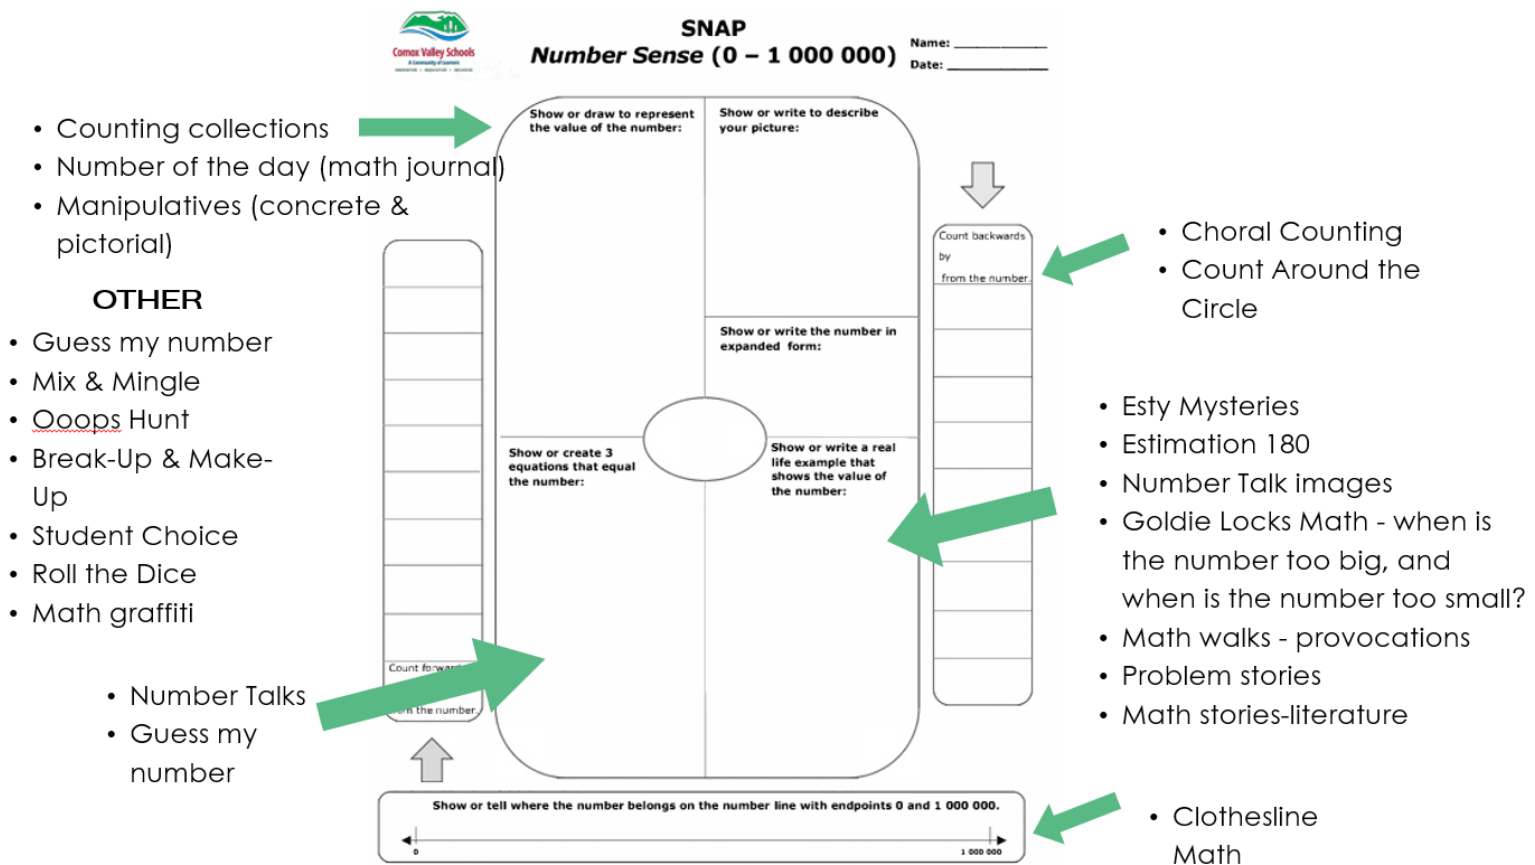 Comox Valley Schools
A Community of Learners
SNAP
Number Sense (0 – 1 000 000)
Name:
Date:
• Counting collections
• Number of the day (math journal)
• Manipulatives (concrete &
pictorial)
OTHER
• Guess my number
• Mix & Mingle
• Ooops Hunt
• Break-Up & Make-
Up
• Student Choice
• Roll the Dice
• Math graffiti
• Number Talks
• Guess my
number
Show or draw to represent
the value of the number:
Show or write to describe
your picture:
Show or write the number in
expanded form:
Show or create 3
equations that equal
the number:
Show or write a real
life example that
shows the value of
the number:
Count forward
the number.
Count backwards
by
from the number.
• Choral Counting
• Count Around the
Circle
• Esty Mysteries
• Estimation 180
• Number Talk images
• Goldie Locks Math - when is
the number too big, and
when is the number too small?
• Math walks - provocations
• Problem stories
• Math stories-literature
Show or tell where the number belongs on the number line with endpoints 0 and 1 000 000.
0
1 000 000
• Clothesline
Math